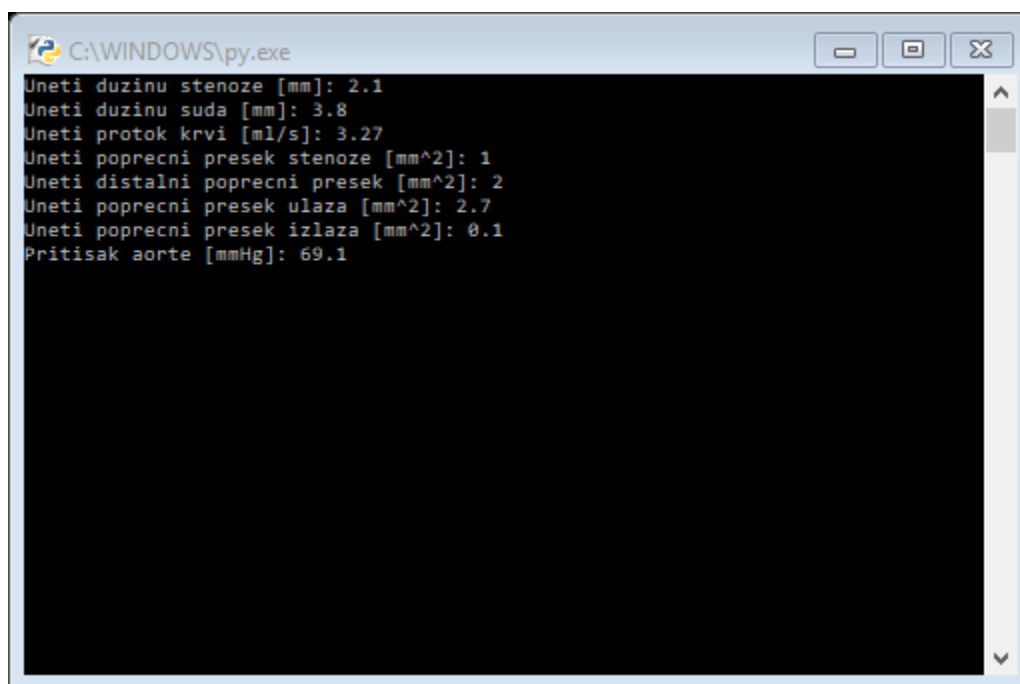 C:\WINDOWS\py.exe
Uneti duzinu stenoze [mm]: 2.1
Uneti duzinu suda [mm]: 3.8
Uneti protok krvi [ml/s]: 3.27
Uneti poprecni presek stenoze [mm^2]: 1
Uneti distalni poprecni presek [mm^2]: 2
Uneti poprecni presek ulaza [mm^2]: 2.7
Uneti poprecni presek izlaza [mm^2]: 0.1
Pritisak aorte [mmHg]: 69.1